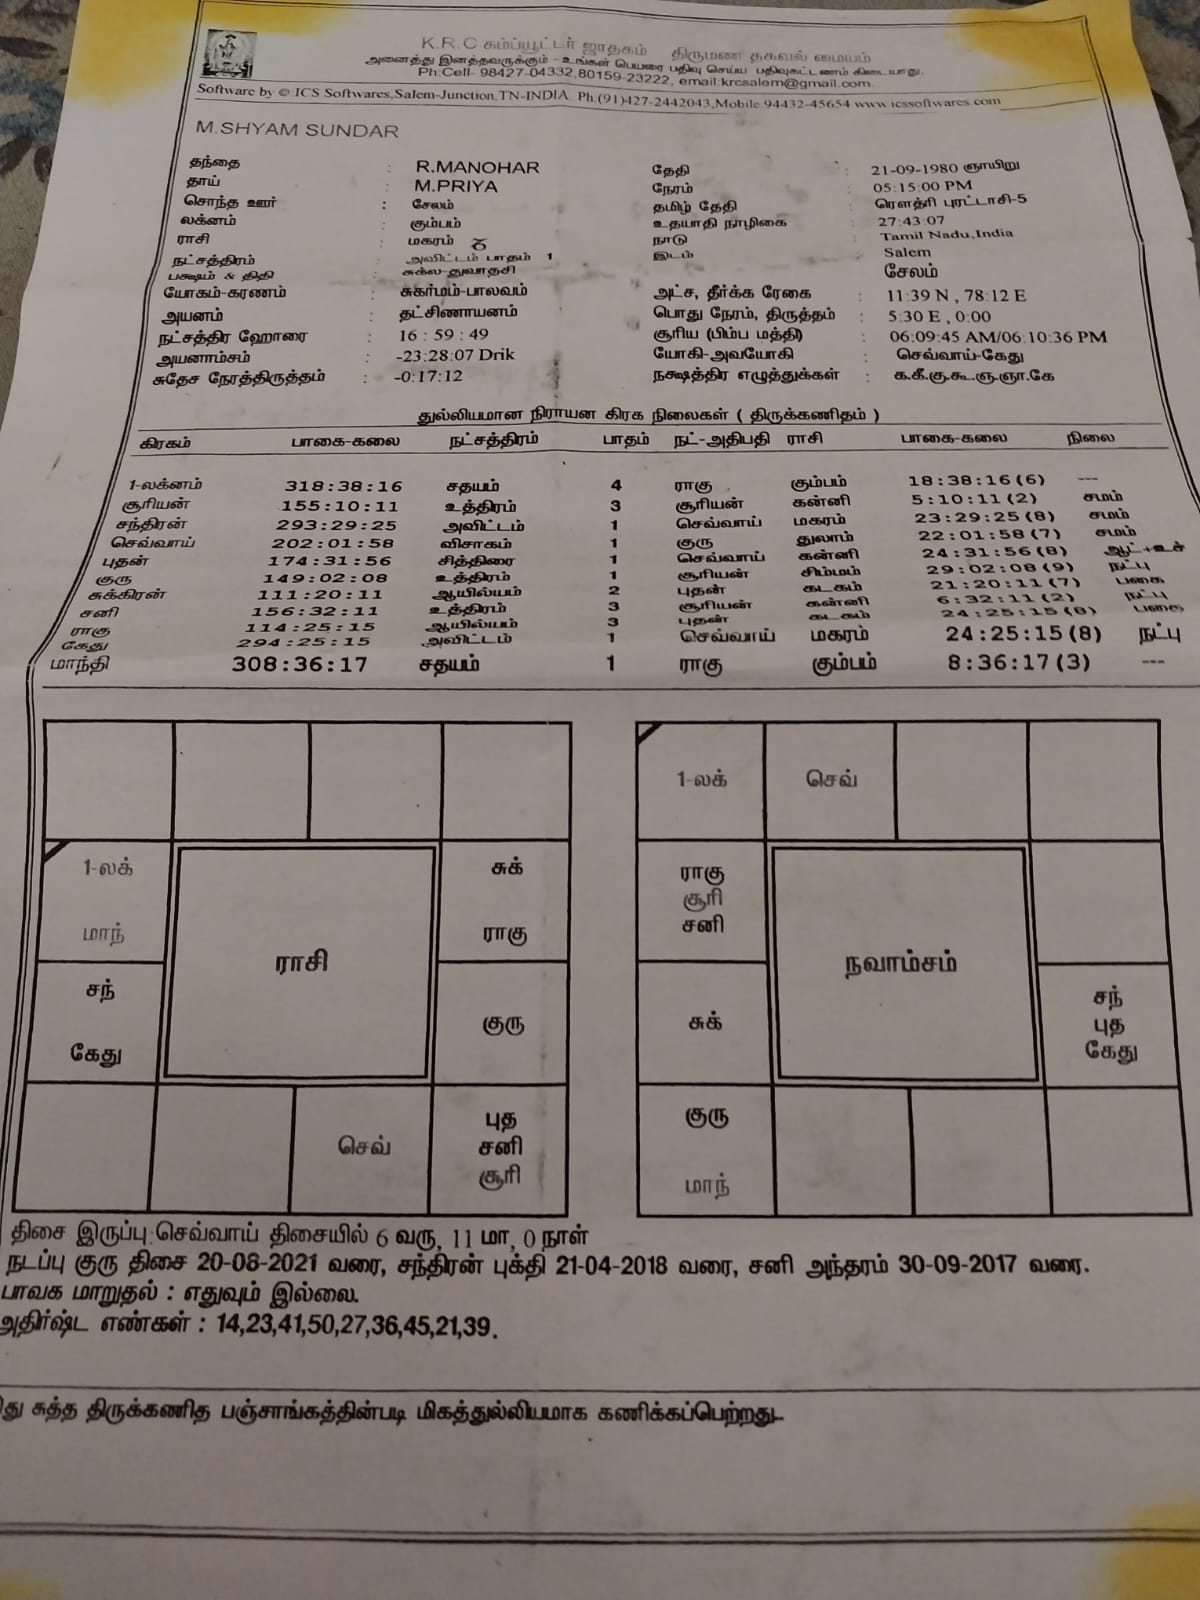 K.R.C கம்ப்யூட்டர் ஜாதகம் திருமண தகவல் மையம்
அனைத்து இனத்தவருக்கும் - உங்கள் பெயரை பதிவு செய்ய பதிவுகட்டணம் கிடையாது.
Ph:Cell- 98427-04332,80159-23222, email:krcsalem@gmail.com.
Software by © ICS Softwares,Salem-Junction,TN-INDIA. Ph.(91)427-2442043,Mobile 94432-45654 www icssoftwares.com
M.SHYAM SUNDAR
தந்தை : R.MANOHAR தேதி : 21-09-1980 ஞாயிறு
தாய் : M.PRIYA நேரம் : 05:15:00 PM
சொந்த ஊர் : சேலம் தமிழ் தேதி : ரௌத்ரி புரட்டாசி-5
லக்னம் : கும்பம் உதயாதி நாழிகை : 27:43:07
ராசி : மகரம் நாடு : Tamil Nadu,India
நட்சத்திரம் : அவிட்டம் பாதம் 1 இடம் : Salem
பக்ஷம் & திதி : சுக்ல-துவாதசி சேலம்
யோகம்-கரணம் : சுகர்மம்-பாலவம் அட்ச, தீர்க்க ரேகை : 11:39 N , 78:12 E
அயனம் : தட்சிணாயனம் பொது நேரம், திருத்தம் : 5:30 E , 0:00
நட்சத்திர ஹோரை : 16 : 59 : 49 சூரிய (பிம்ப மத்தி) : 06:09:45 AM/06:10:36 PM
அயனாம்சம் : -23:28:07 Drik யோகி-அவயோகி : செவ்வாய்-கேது
சுதேச நேரத்திருத்தம் : -0:17:12 நக்ஷத்திர எழுத்துக்கள் : க.கீ.கு.கூ.ஞ.ஞா.கே
துல்லியமான நிராயன கிரக நிலைகள் ( திருக்கணிதம் )
கிரகம் பாகை-கலை நட்சத்திரம் பாதம் நட்-அதிபதி ராசி பாகை-கலை நிலை
1-லக்னம் 318:38:16 சதயம் 4 ராகு கும்பம் 18:38:16(6) ---
சூரியன் 155:10:11 உத்திரம் 3 சூரியன் கன்னி 5:10:11(2) சமம்
சந்திரன் 293:29:25 அவிட்டம் 1 செவ்வாய் மகரம் 23:29:25(8) சமம்
செவ்வாய் 202:01:58 விசாகம் 1 குரு துலாம் 22:01:58(7) சமம்
புதன் 174:31:56 சித்திரை 1 செவ்வாய் கன்னி 24:31:56(8) ஆட்+உச்
குரு 149:02:08 உத்திரம் 1 சூரியன் சிம்மம் 29:02:08(9) நட்பு
சுக்கிரன் 111:20:11 ஆயில்யம் 2 புதன் கடகம் 21:20:11(7) பகை
சனி 156:32:11 உத்திரம் 3 சூரியன் கன்னி 6:32:11(2) நட்பு
ராகு 114:25:15 ஆயில்யம் 3 புதன் கடகம் 24:25:15(8) பகை
கேது 294:25:15 அவிட்டம் 1 செவ்வாய் மகரம் 24:25:15(8) நட்பு
மாந்தி 308:36:17 சதயம் 1 ராகு கும்பம் 8:36:17(3) ---
1-லக்
மாந்
சுக்
ராகு
ராசி
சந்
கேது
குரு
செவ்
புத
சனி
சூரி
1-லக்
செவ்
ராகு
சூரி
சனி
நவாம்சம்
சுக்
சந்
புத
கேது
குரு
மாந்
திசை இருப்பு:செவ்வாய் திசையில் 6 வரு, 11 மா, 0 நாள்
நடப்பு குரு திசை 20-08-2021 வரை, சந்திரன் புக்தி 21-04-2018 வரை, சனி அந்தரம் 30-09-2017 வரை.
பாவக மாறுதல் : எதுவும் இல்லை.
அதிர்ஷ்ட எண்கள் : 14,23,41,50,27,36,45,21,39.
இது சுத்த திருக்கணித பஞ்சாங்கத்தின்படி மிகத்துல்லியமாக கணிக்கப்பெற்றது.